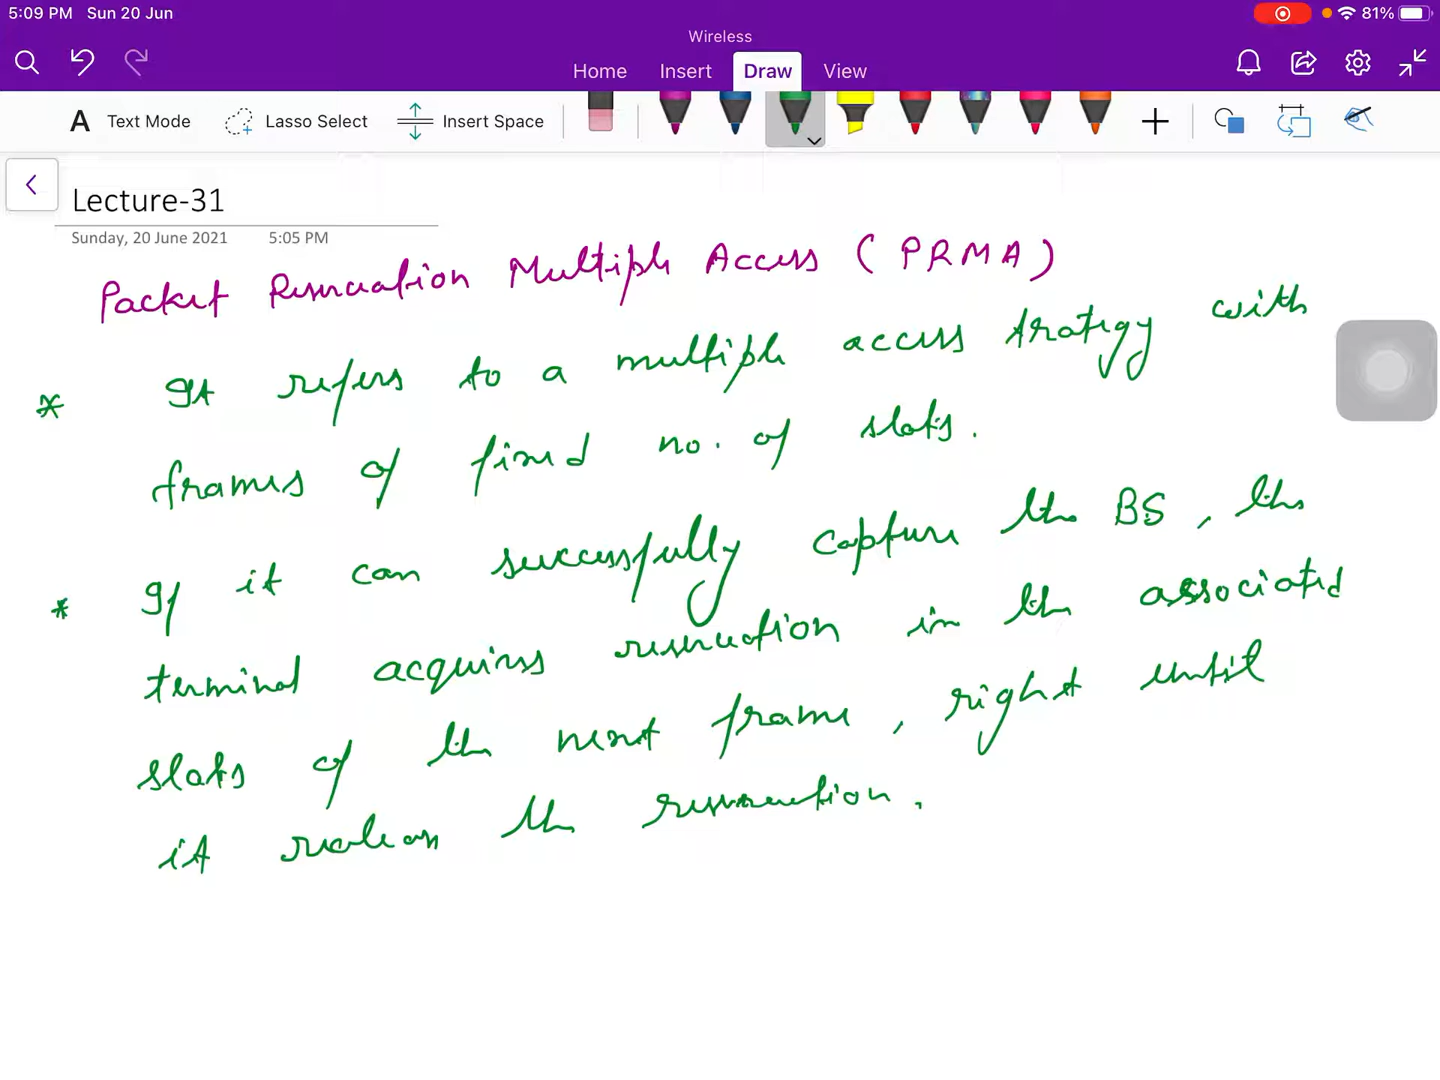 5:09 PM Sun 20 Jun 81%
Wireless
Home Insert Draw View
A Text Mode Lasso Select Insert Space
Lecture-31
Sunday, 20 June 2021 5:05 PM
Packet Reservation Multiple Access (PRMA)
* It refers to a multiple access strategy with
frames of fixed no. of slots.
* If it can successfully capture the BS, the
terminal acquires reservation in the associated
slots of the next frame, right until
it releases the reservation.